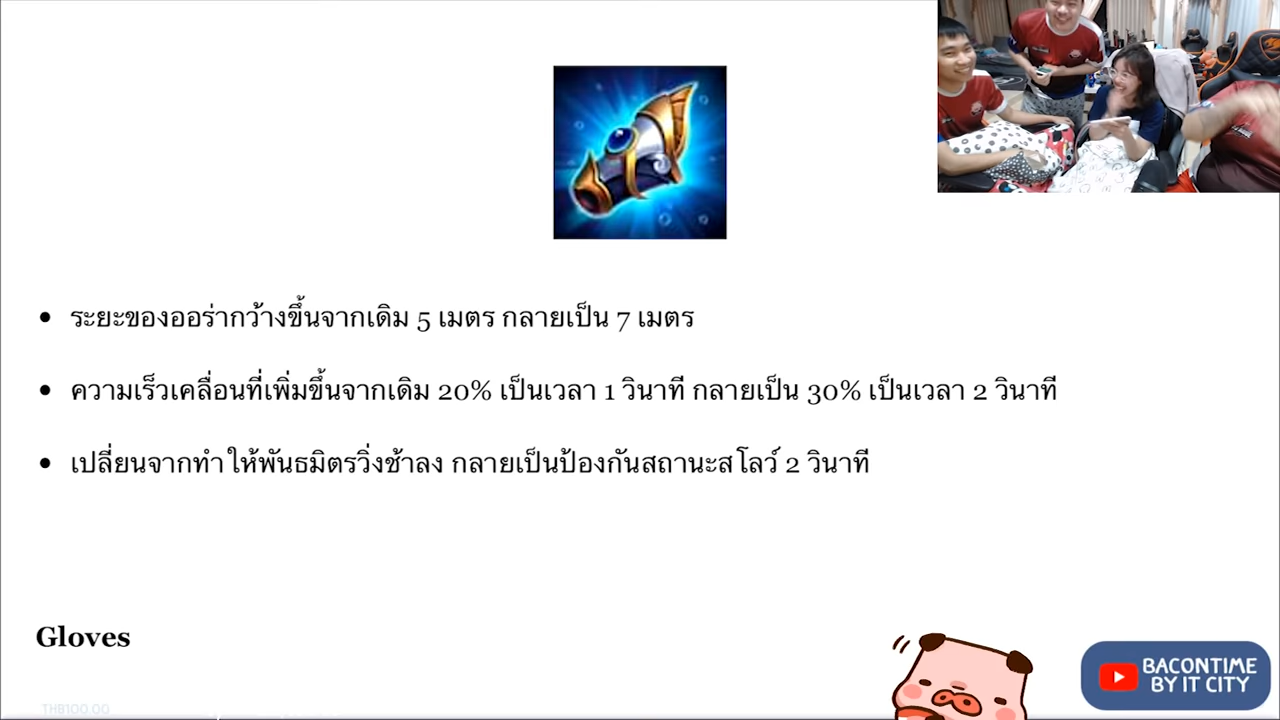 ระยะของออร่ากว้างขึ้นจากเดิม 5 เมตร กลายเป็น 7 เมตร
ความเร็วเคลื่อนที่เพิ่มขึ้นจากเดิม 20% เป็นเวลา 1 วินาที กลายเป็น 30% เป็นเวลา 2 วินาที
เปลี่ยนจากทำให้พันธมิตรวิ่งช้าลง กลายเป็นป้องกันสถานะสโลว์ 2 วินาที
Gloves
BACONTIME
BY IT CITY
THB100.00